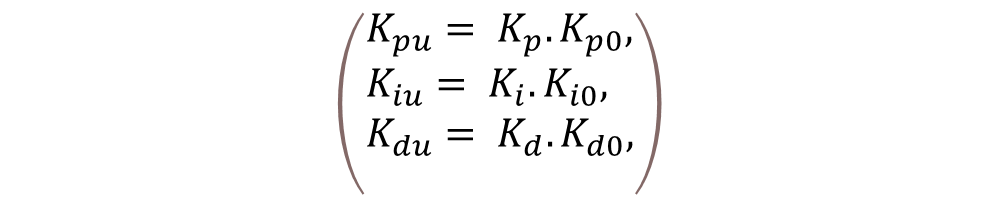 K_{pu} = K_p . K_{p0},
K_{iu} = K_i . K_{i0},
K_{du} = K_d . K_{d0},